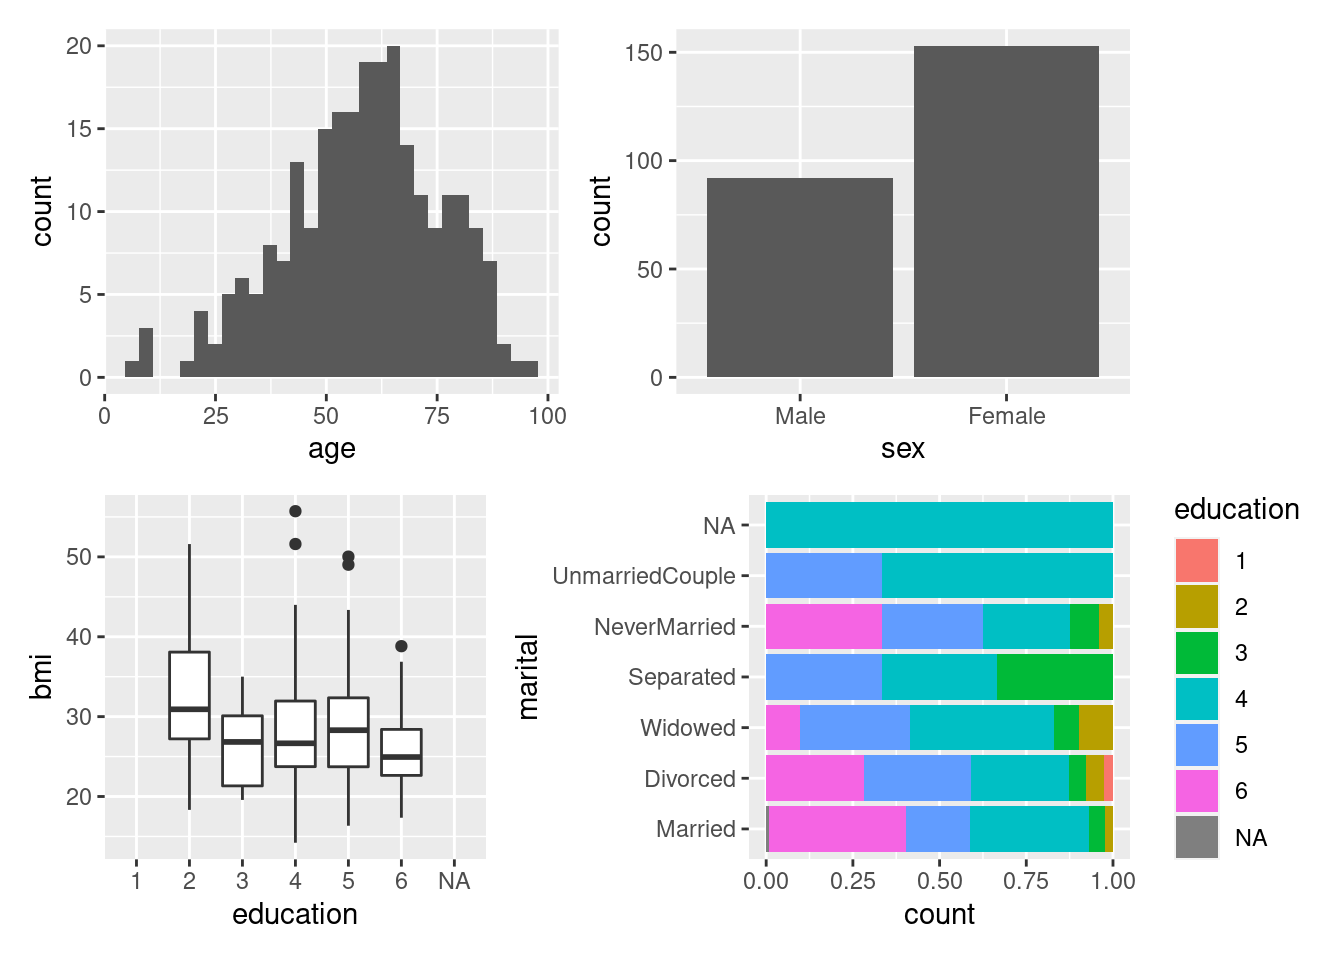 20
15
10
5
0
count
0 25 50 75 100
age
150
100
50
0
count
Male Female
sex
50
40
30
20
bmi
1 2 3 4 5 6 NA
education
NA
UnmarriedCouple
NeverMarried
Separated
Widowed
Divorced
Married
marital
0.00 0.25 0.50 0.75 1.00
count
education
1
2
3
4
5
6
NA